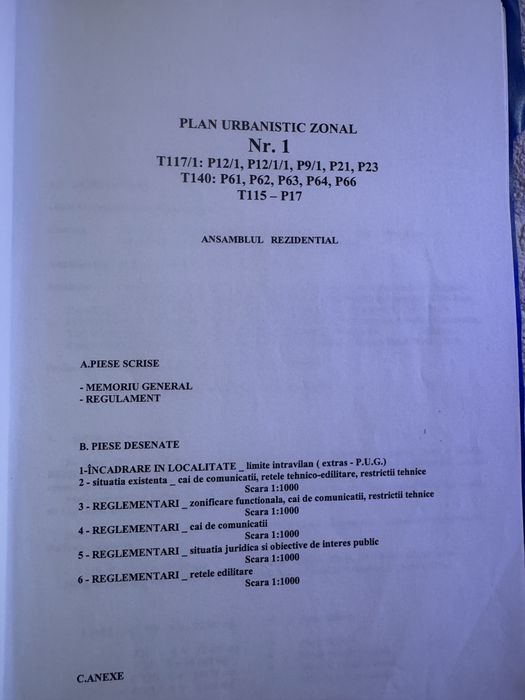 PLAN URBANISTIC ZONAL
Nr. 1
T117/1: P12/1, P12/1/1, P9/1, P21, P23
T140: P61, P62, P63, P64, P66
T115 – P17
ANSAMBLUL REZIDENTIAL
A.PIESE SCRISE
- MEMORIU GENERAL
- REGULAMENT
B. PIESE DESENATE
1-ÎNCADRARE IN LOCALITATE _ limite intravilan ( extras - P.U.G.)
2 - situatia existenta _ cai de comunicatii, retele tehnico-edilitare, restrictii tehnice
Scara 1:1000
3 - REGLEMENTARI _ zonificare functionala, cai de comunicatii, restrictii tehnice
Scara 1:1000
4 - REGLEMENTARI _ cai de comunicatii
Scara 1:1000
5 - REGLEMENTARI _ situatia juridica si obiective de interes public
Scara 1:1000
6 - REGLEMENTARI _ retele edilitare
Scara 1:1000
C.ANEXE